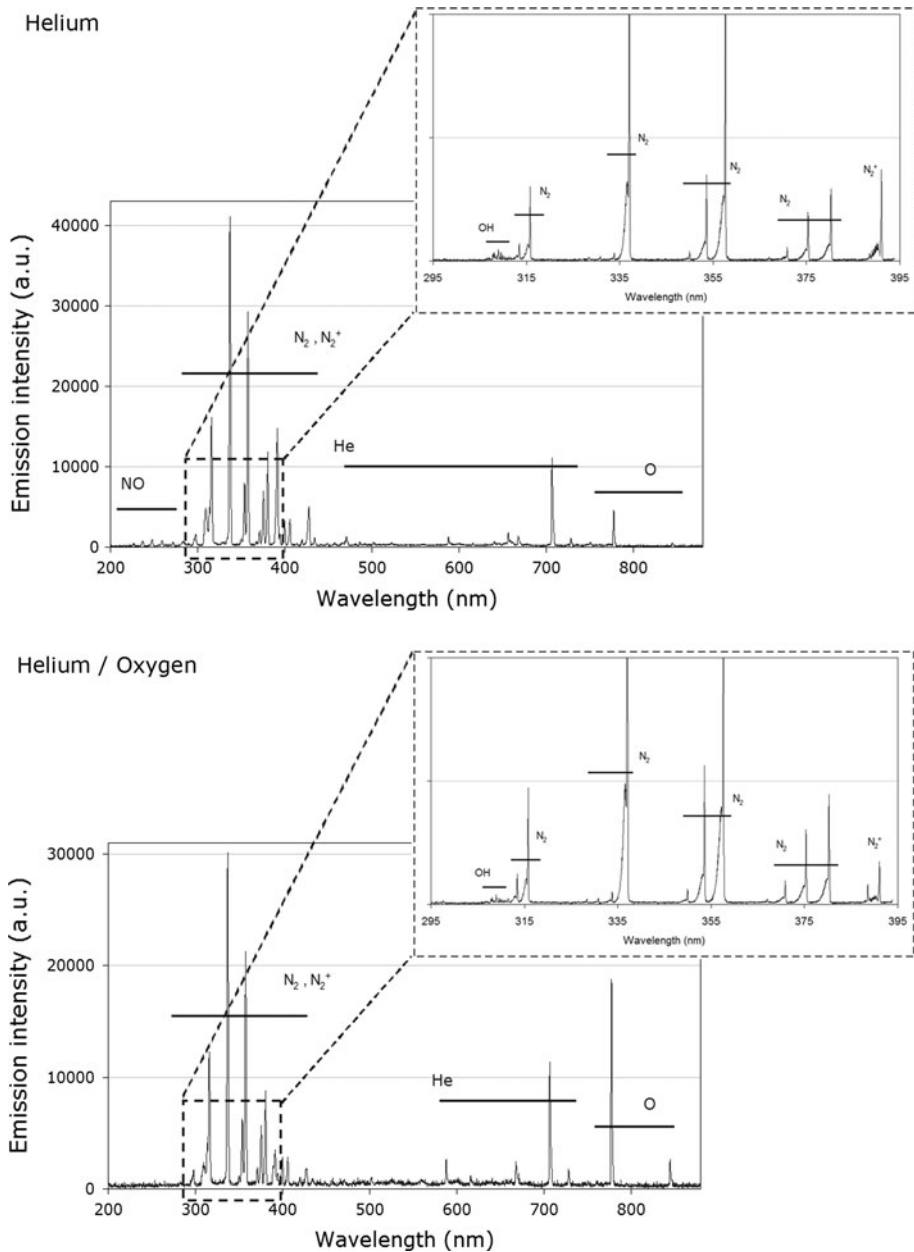 Helium
N₂
N₂
N₂
N₂
N₂⁺
OH
295 315 335 355 375 395
Wavelength (nm)
40000
30000
20000
10000
0
Emission intensity (a.u.)
N₂ , N₂⁺
He
O
NO
200 300 400 500 600 700 800
Wavelength (nm)
Helium / Oxygen
N₂
N₂
N₂
N₂
N₂⁺
OH
295 315 335 355 375 395
Wavelength (nm)
30000
20000
10000
0
Emission intensity (a.u.)
N₂ , N₂⁺
He
O
200 300 400 500 600 700 800
Wavelength (nm)